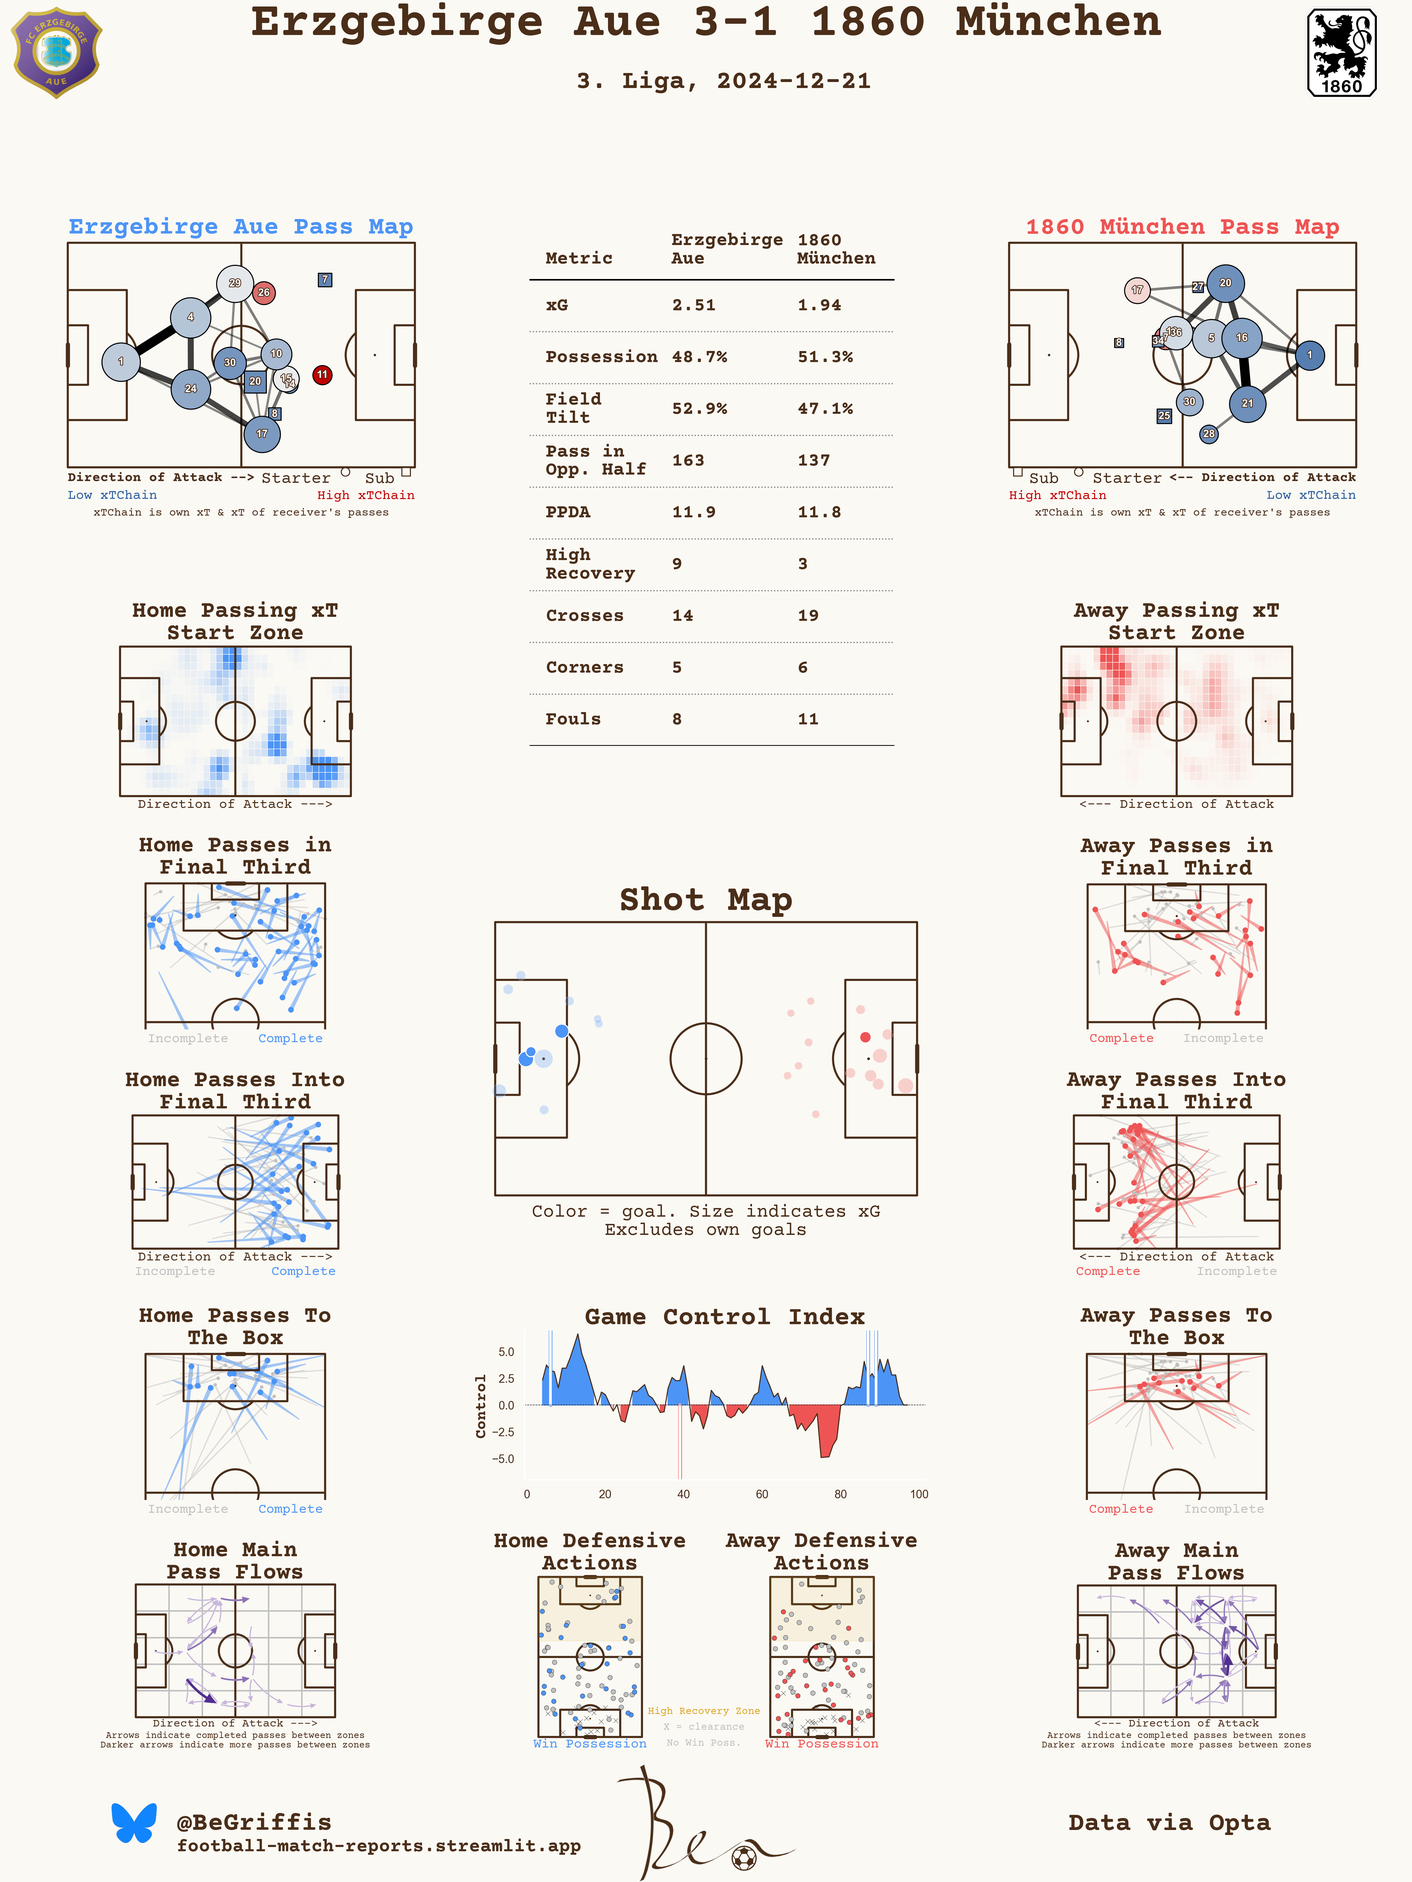 Erzgebirge Aue 3-1 1860 München
3. Liga, 2024-12-21
FC ERZGEBIRGE
AUE
1860
Erzgebirge Aue Pass Map
1
4
29
26
7
24
30
10
20
15
14
11
8
17
Direction of Attack --> Starter Sub
Low xTChain High xTChain
xTChain is own xT & xT of receiver's passes
Metric Erzgebirge Aue 1860 München
xG 2.51 1.94
Possession 48.7% 51.3%
Field Tilt 52.9% 47.1%
Pass in Opp. Half 163 137
PPDA 11.9 11.8
High Recovery 9 3
Crosses 14 19
Corners 5 6
Fouls 8 11
1860 München Pass Map
17
27
20
8
34
36
5
16
1
25
30
21
28
Sub Starter <-- Direction of Attack
High xTChain Low xTChain
xTChain is own xT & xT of receiver's passes
Home Passing xT
Start Zone
Direction of Attack --->
Away Passing xT
Start Zone
<--- Direction of Attack
Home Passes in
Final Third
Incomplete Complete
Away Passes in
Final Third
Complete Incomplete
Shot Map
Color = goal. Size indicates xG
Excludes own goals
Home Passes Into
Final Third
Direction of Attack --->
Incomplete Complete
Away Passes Into
Final Third
<--- Direction of Attack
Complete Incomplete
Home Passes To
The Box
Incomplete Complete
Game Control Index
Control
5.0
2.5
0.0
−2.5
−5.0
0 20 40 60 80 100
Away Passes To
The Box
Complete Incomplete
Home Main
Pass Flows
Direction of Attack --->
Arrows indicate completed passes between zones
Darker arrows indicate more passes between zones
Home Defensive
Actions
Win Possession
Away Defensive
Actions
Win Possession
High Recovery Zone
X = clearance
No Win Poss.
Away Main
Pass Flows
<--- Direction of Attack
Arrows indicate completed passes between zones
Darker arrows indicate more passes between zones
@BeGriffis
football-match-reports.streamlit.app
Ben
Data via Opta